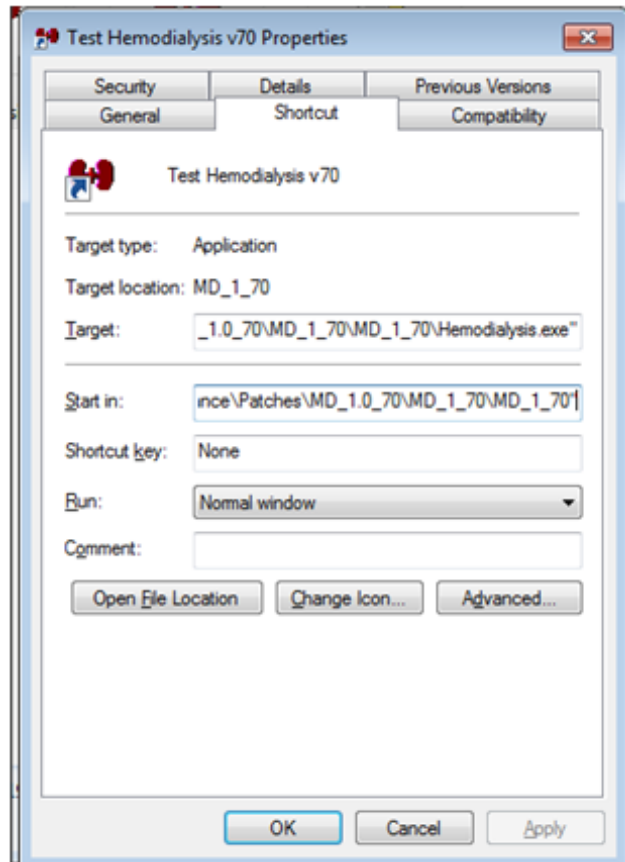 Test Hemodialysis v70 Properties
Security Details Previous Versions
General Shortcut Compatibility
Test Hemodialysis v70
Target type: Application
Target location: MD_1_70
Target: _1.0_70\MD_1_70\MD_1_70\Hemodialysis.exe"
Start in: nce\Patches\MD_1.0_70\MD_1_70\MD_1_70"
Shortcut key: None
Run: Normal window
Comment:
Open File Location Change Icon... Advanced...
OK Cancel Apply